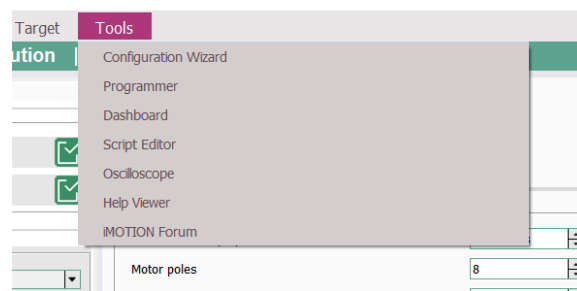 Target Tools
ution
Configuration Wizard
Programmer
Dashboard
Script Editor
Oscilloscope
Help Viewer
iMOTION Forum
Motor poles 8